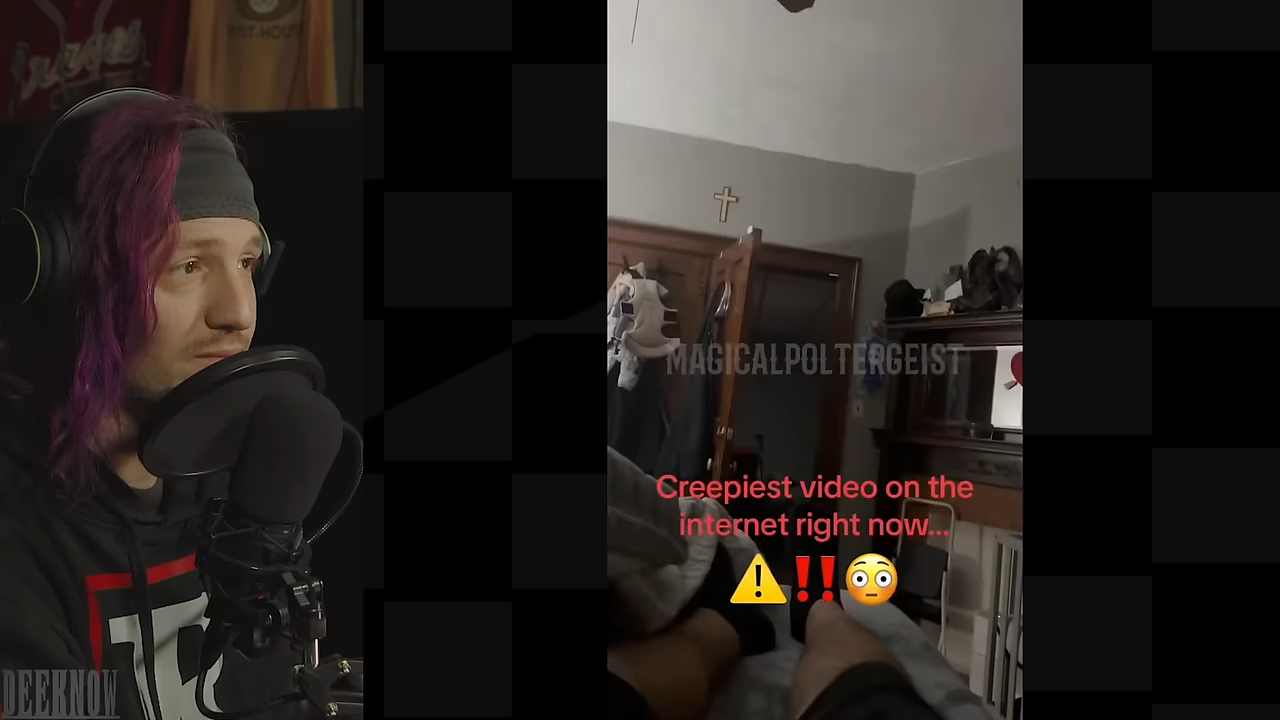 MAGICALPOLTERGEIST
Creepiest video on the
internet right now...
DEEKNOW